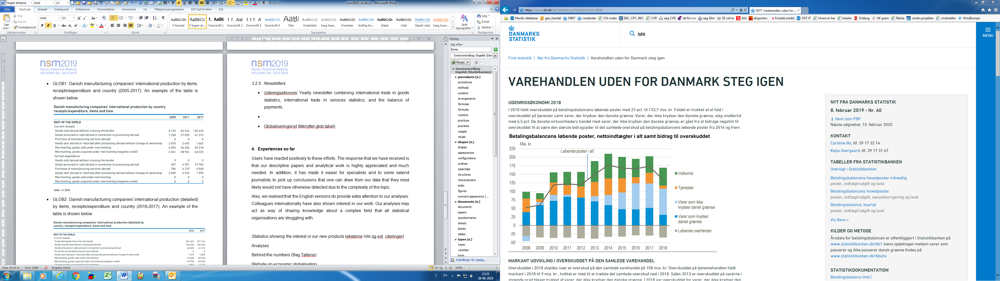 Ingen afstand
Arial
12
nsm2019_v4.docx - Microsoft Word
Filer
Startside
Indsæt
Sidelayout
Referencer
Forsendelser
Gennemse
Vis
Tilføjelsesprogrammer
DST Nyt til html
Dst
Sæt ind
Klip
Kopier
Formatpensel
Udklipsholder
Arial
12
Skrifttype
Afsnit
¶ Normal
¶ Ingen af...
Overskrift 1
Overskrift 2
Overskrift 3
Overskrift 4
Titel
Undertitel
Svag frem...
Fremhæv
Kraftig fre...
Stærk
Citat
Stærkt citat
Svag henv...
Typografier
Skift typografier
Søg
Erstat
Marker
Redigering
nsm2019
Nordic Statistical Meeting
HELSINKI 26.–28.8.2019
• GLOB1: Danish manufacturing companies' international production by items,
receipts/expenditure and country (2005-2017). An example of the table is
shown below.
Danish manufacturing companies' international production by country,
receipts/expenditure, items and time
2005 2011 2017
REST OF THE WORLD
Current receipts
Goods sold abroad without crossing the border 8 132 83 316 130 433
Goods procured or sold abroad in connection to processing abroad 1 538 27 059 61 213
Purchase of manufacturing services abroad 0 0 0
Goods sent abroad or returned after processing abroad wihtout change of ownership 2 070 2 695 1 867
Merchanting, goods sold under merchanting 6 595 56 256 69 218
Merchanting, goods acquired under merchanting (negative credit) -4 561 -38 924 -46 033
Current expenditure
Goods sold abroad without crossing the border 0 0 0
Goods procured or sold abroad in connection to processing abroad 207 6 391 10 702
Purchase of manufacturing services abroad 784 4 139 6 848
Goods sent abroad or returned after processing abroad wihtout change of ownership 2 600 2 234 1 996
Merchanting, goods sold under merchanting 0 0 0
Merchanting, goods acquired under merchanting (negative credit) 0 0 0
Unit : m DKK
• GLOB2: Danish manufacturing companies' international production (detailed)
by items, receipts/expenditure and country (2016-2017). An example of the
table is shown below.
Danish manufacturing companies' international production (detailed) by
country, receipts/expenditure, items and time
2016 2017
REST OF THE WORLD
Current receipts
Trade with goods that cross the border 351 691 371 121
Goods sold abroad without crossing the border 134 532 130 433
Goods procured or sold abroad in connection to processing abroad 60 693 61 213
Purchase of manufacturing services abroad 0 0
Goods sent abroad or returned after processing abroad wihtout change of ownership 1 579 1 867
Merchanting, goods sold under merchanting 73 840 69 218
Merchanting, goods acquired under merchanting (negative credit) -47 705 -46 033
nsm2019
Nordic Statistical Meeting
HELSINKI 26.–28.8.2019
3.2.5. Newsletters
• Udenrigsøkonomi Yearly newsletter combining international trade in goods
statistics, international trade in services statistics, and the balance of
payments.
•
• Globaliseringsnyt (tilknyttet glob.tabel)
4. Experiences so far
Users have reacted positively to these efforts. The response that we have received is
that our descriptive papers and analytical work is highly appreciated and much
needed. In addition, it has made it easier for specialists and to some extend
journalists to pick up conclusions that one can draw from our data that they most
likely would not have otherwise detected due to the complexity of the topic.
Also, we realised that the English versions do provide extra attention to our analyses.
Colleagues internationally have also shown interest in our work. Our analyses may
act as way of sharing knowledge about a complex field that all statistical
organisations are struggling with.
Statistics showing the interest in our new products (eksterne hits og evt. citeringer)
Analyses
Behind the numbers (Bag Tallene)
Website on economic globalisation
Opslag
Søg efter:
forms
Synonymordbog: Engelsk (Stor
Tilbage
Synonymordbog:
Engelsk (Storbritannien)
procedures (n.)
procedures
methods
systems
arrangements
formulae
formulas
customs
practices
practises
usages
rituals
shapes (n.)
shapes
appearances
configurations
outlines
essentials
structures
characteristics
looks
figures
outward appearance (...
documents (n.)
documents
papers
questionnaires
sheets
blanks
tables
types (n.)
types
varieties
kinds
Indstillinger for opslag...
Side: 10 af 11
Ord: 2.949
Engelsk (USA)
100%
DA
13:33
28-06-2019
https://www.dst.dk/da/Statistik/nyt/NytHtml?cid=28336
NYT: Varehandlen uden for ...
Nordic database
geo_handel
DB07
varekoder
CN codes
ISIC, CPC, BEC
CVR
søg CVR
tal for cvr
søg SEnr
SE vsh'er
SAS
eksportnr.
Fondsb.medd.
DST IT
Hvem er her
lokaler
Ordbog
UK gram
Råolie
vindm.projekter
vindmøller
WindEurope
DANMARKS
STATISTIK
SØG
MENU
Find statistik | Nyt fra Danmarks Statistik | Varehandlen uden for Danmark steg igen
VAREHANDLEN UDEN FOR DANMARK STEG IGEN
UDENRIGSØKONOMI 2018
I 2018 faldt overskuddet på betalingsbalancens løbende poster med 23 pct. til 133,7 mia. kr. Faldet er trukket af et fald i
overskuddet på tjenester samt varer, der krydser den danske grænse. Varer, der ikke krydser den danske grænse, steg imidlertid
med 6,5 pct. De danske virksomheders handel med varer, der ikke krydser den danske grænse, er gået fra at bidrage negativt til
overskuddet til at være den største bidragsyder til det samlede overskud på betalingsbalancens løbende poster fra 2016 og frem.
Betalingsbalancens løbende poster, nettoindtægter i alt samt bidrag til overskuddet
Mia. kr.
225
200
175
150
125
100
75
50
25
0
-25
-50
Løbende poster i alt
2008 2009 2010 2011 2012 2013 2014 2015 2016 2017 2018
Indkomst
Tjenester
Varer som ikke
krydser dansk grænse
Varer som krydser
dansk grænse
Løbende overførsler
MARKANT UDVIKLING I OVERSKUDDET PÅ DEN SAMLEDE VAREHANDEL
Overskuddet i 2018 skyldes især et overskud på den samlede varehandel på 108 mia. kr. Overskuddet på tjenestehandlen faldt
markant i 2018 til 9 mia. kr., hvilket er med til at trække det samlede overskud ned i 2018. Siden 2013 er overskuddet på varerne i
stigende grad blevet trukket af varer, der ikke krydser den danske grænse. I 2018 var overskuddet for varer, der ikke krydser den
NYT FRA DANMARKS STATISTIK
8. februar 2019 - Nr. 40
Hent som PDF
Næste udgivelse: 10. februar 2020
KONTAKT
Caroline Bo, tlf. 39 17 32 14
Katja Overgaard, tlf. 39 17 31 67
TABELLER FRA STATISTIKBANKEN
Oversigt i Statistikbanken
Betalingsbalancens hovedposter månedlig
poster, indtægt/udgift og land
Betalingsbalancens hovedposter
poster, indtægt/udgift, sæsonkorrigering og land
Betalingsbalance, kvartal
poster, indtægt/udgift og land
Vis flere »
KILDER OG METODE
Årsdata for betalingsbalancen er offentliggjort i Statistikbanken på
www.statistikbanken.dk/bb1 mens opdelingen mellem varer som
passerer og ikke passerer dansk grænse findes på
www.statistikbanken.dk/bbuhv.
STATISTIKDOKUMENTATION
Betalingsbalance (md.)